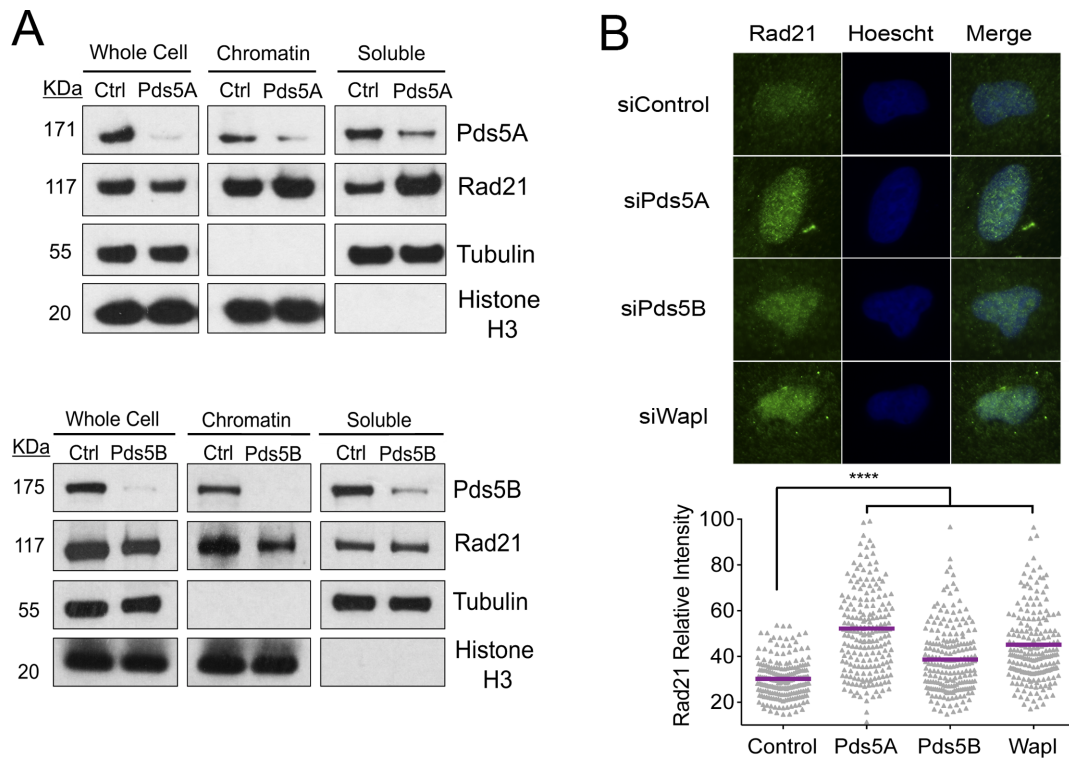 A
Whole Cell Chromatin Soluble
KDa Ctrl Pds5A Ctrl Pds5A Ctrl Pds5A
171 Pds5A
117 Rad21
55 Tubulin
20 Histone
H3
Whole Cell Chromatin Soluble
KDa Ctrl Pds5B Ctrl Pds5B Ctrl Pds5B
175 Pds5B
117 Rad21
55 Tubulin
20 Histone
H3
B
Rad21 Hoescht Merge
siControl
siPds5A
siPds5B
siWapl
****
Rad21 Relative Intensity
100
80
60
40
20
Control Pds5A Pds5B Wapl